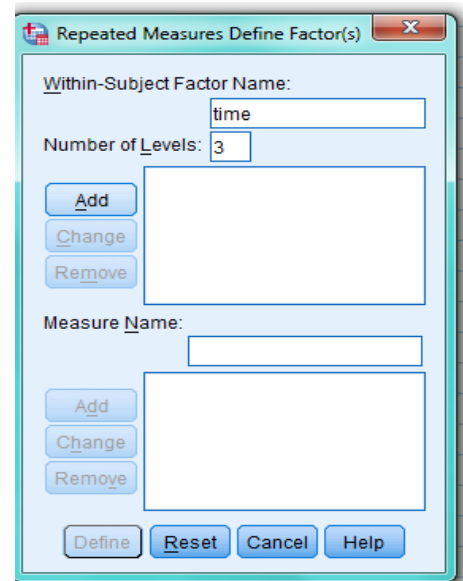 Repeated Measures Define Factor(s)
Within-Subject Factor Name:
time
Number of Levels: 3
Add
Change
Remove
Measure Name:
Add
Change
Remove
Define Reset Cancel Help